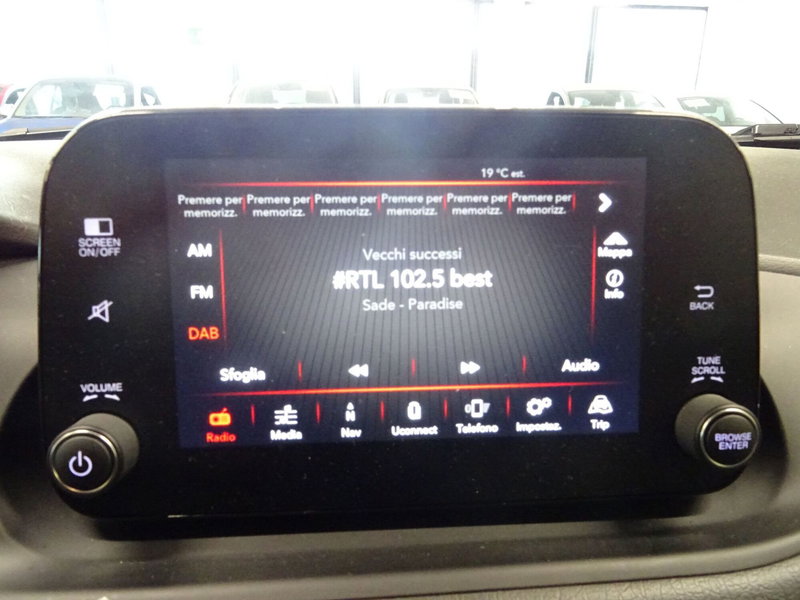 19 °C est.
Premere per memorizz.
Premere per memorizz.
Premere per memorizz.
Premere per memorizz.
Premere per memorizz.
Premere per memorizz.
SCREEN
ON/OFF
AM
FM
DAB
Vecchi successi
#RTL 102.5 best
Sade - Paradise
Mappa
Info
BACK
Sfoglia
Audio
VOLUME
TUNE
SCROLL
Radio
Media
N
Nav
Uconnect
Telefono
Impostaz.
Trip
BROWSE
ENTER